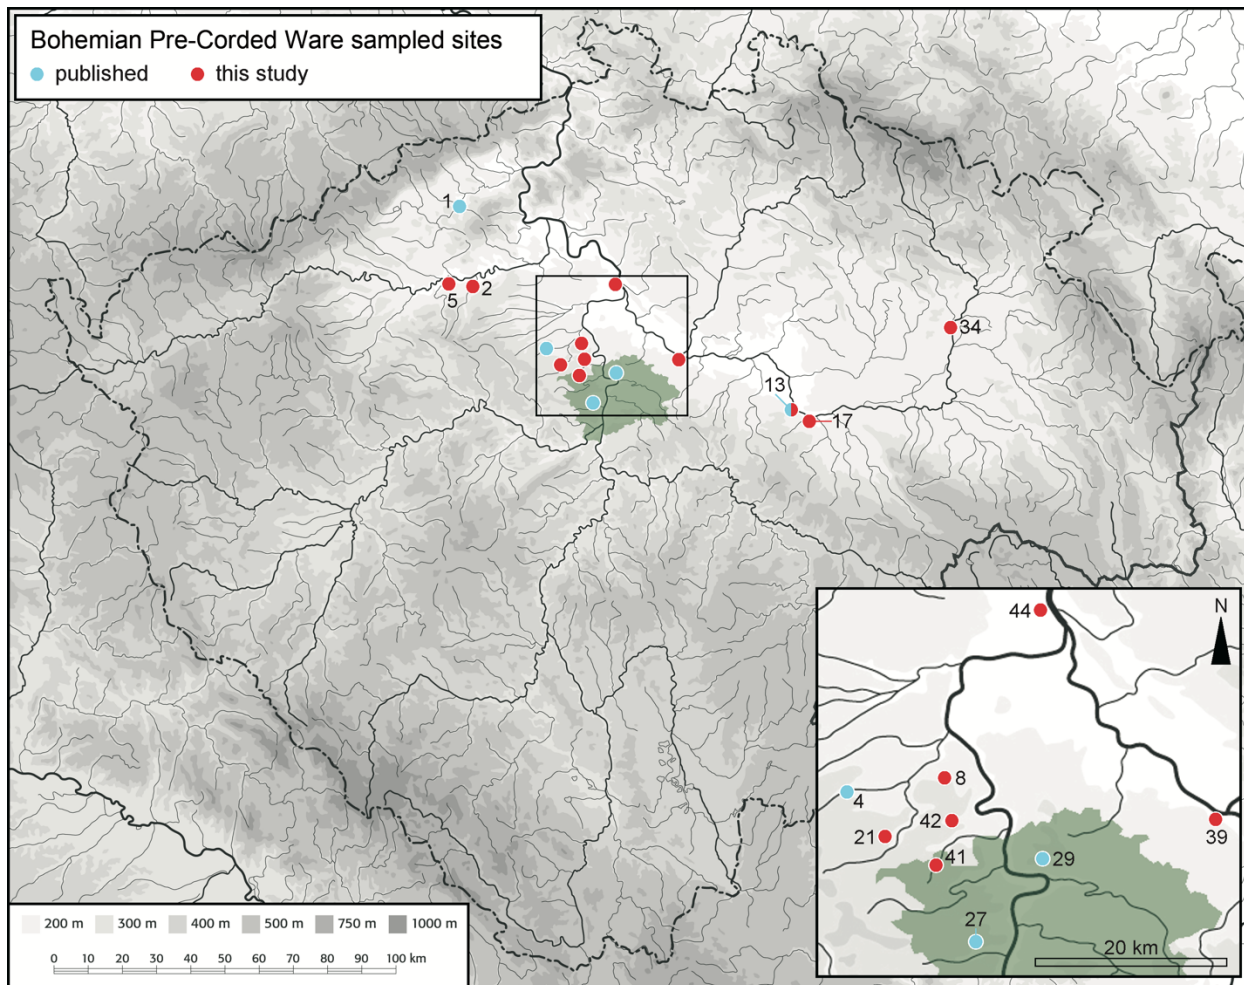 Bohemian Pre-Corded Ware sampled sites
published this study
1
5 2
34
13
17
N
44
8
4
42
21
39
41
29
27
20 km
200 m 300 m 400 m 500 m 750 m 1000 m
0 10 20 30 40 50 60 70 80 90 100 km